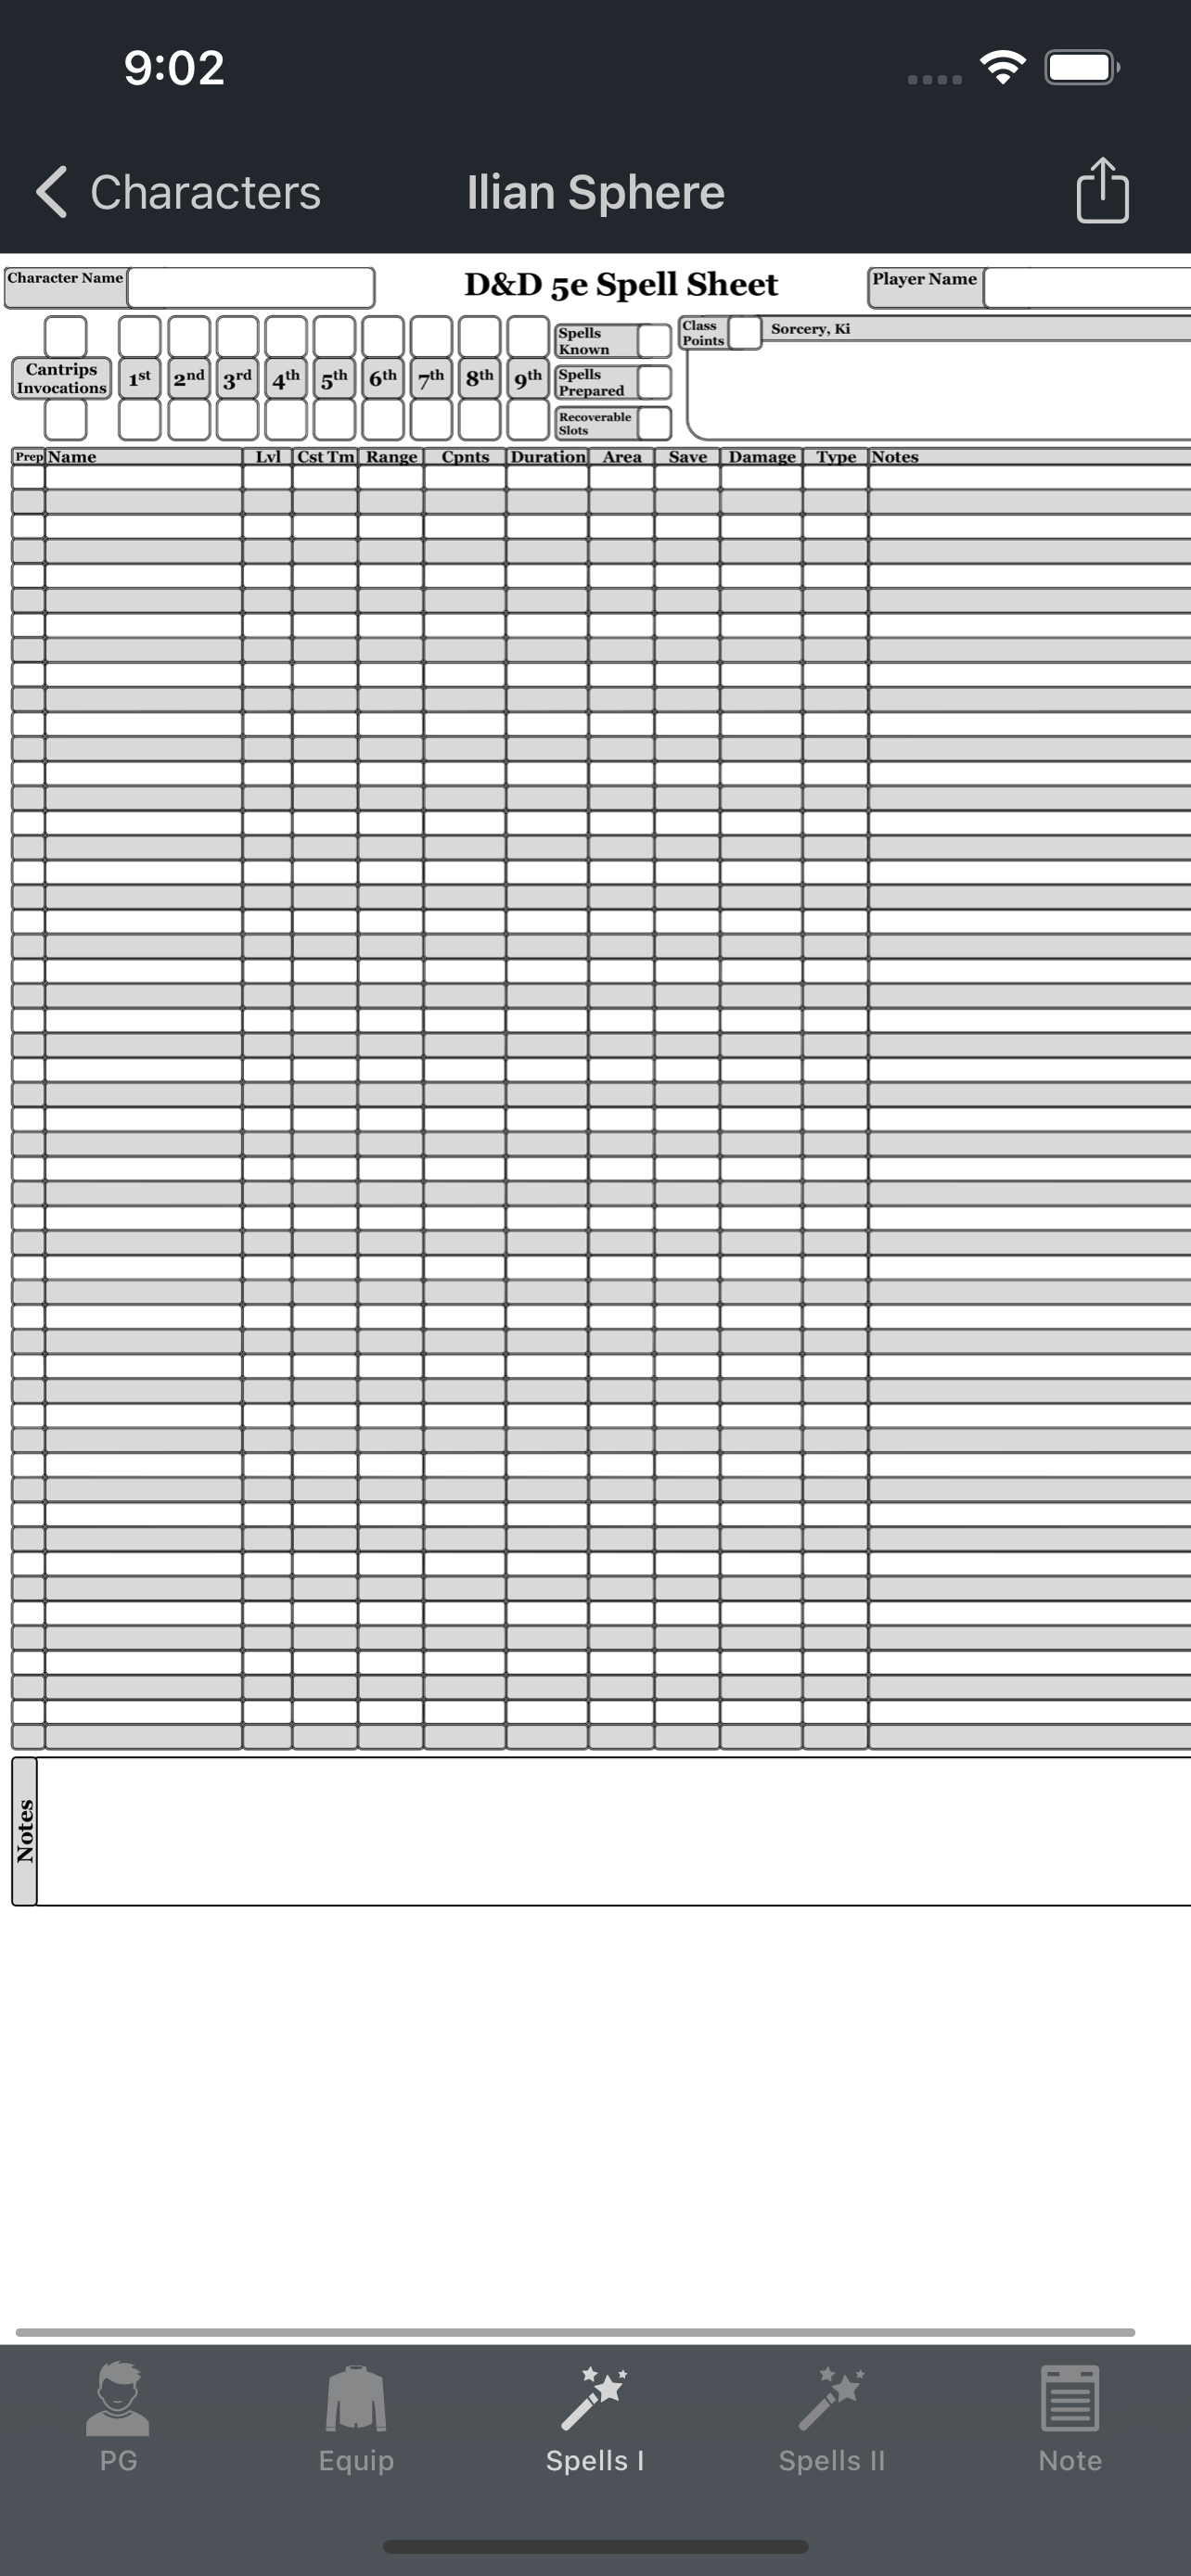 9:02
Characters
Ilian Sphere
Character Name
D&D 5e Spell Sheet
Player Name
Cantrips
Invocations
1st 2nd 3rd 4th 5th 6th 7th 8th 9th
Spells
Known
Spells
Prepared
Recoverable
Slots
Class
Points
Sorcery, Ki
Prep Name Lvl Cst Tm Range Cpnts Duration Area Save Damage Type Notes
Notes
PG Equip Spells I Spells II Note